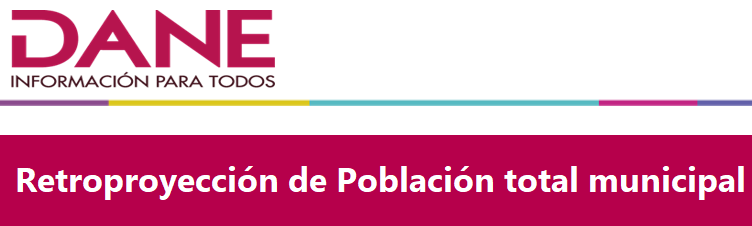 DANE
INFORMACIÓN PARA TODOS
Retroproyección de Población total municipal